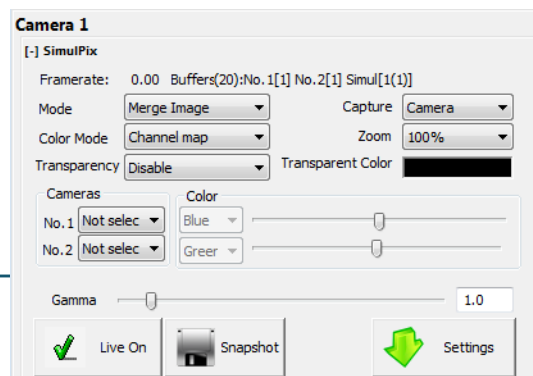 Camera 1
[-] SimulPix
Framerate: 0.00 Buffers(20):No.1[1] No.2[1] Simul[1(1)]
Mode Merge Image Capture Camera
Color Mode Channel map Zoom 100%
Transparency Disable Transparent Color
Cameras Color
No.1 Not selec Blue
No.2 Not selec Greer
Gamma 1.0
Live On Snapshot Settings